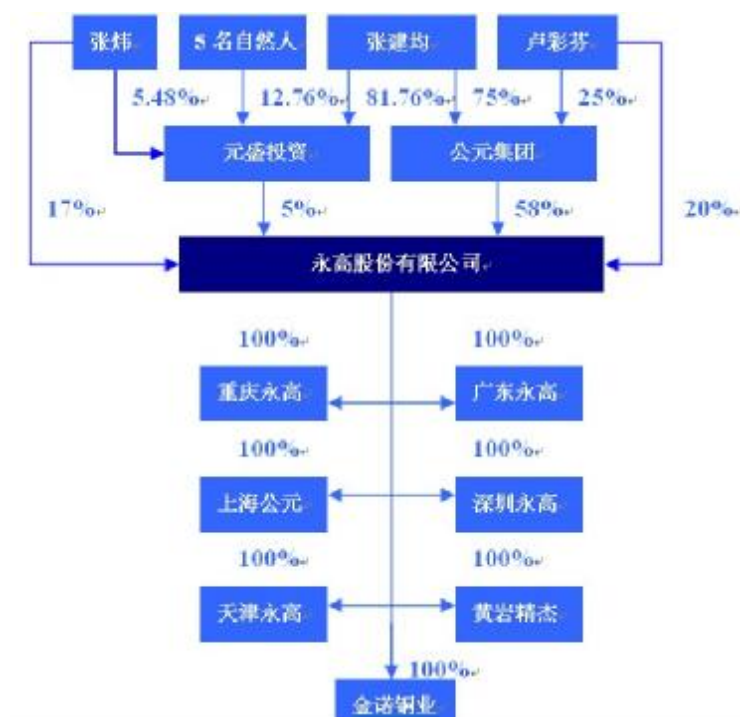 张炜
5 名自然人
张建均
卢彩芬
5.48%
12.76%
81.76%
75%
25%
元盛投资
公元集团
17%
5%
58%
20%
永高股份有限公司
100%
100%
重庆永高
广东永高
100%
100%
上海公元
深圳永高
100%
100%
天津永高
黄岩精杰
100%
金诺铜业